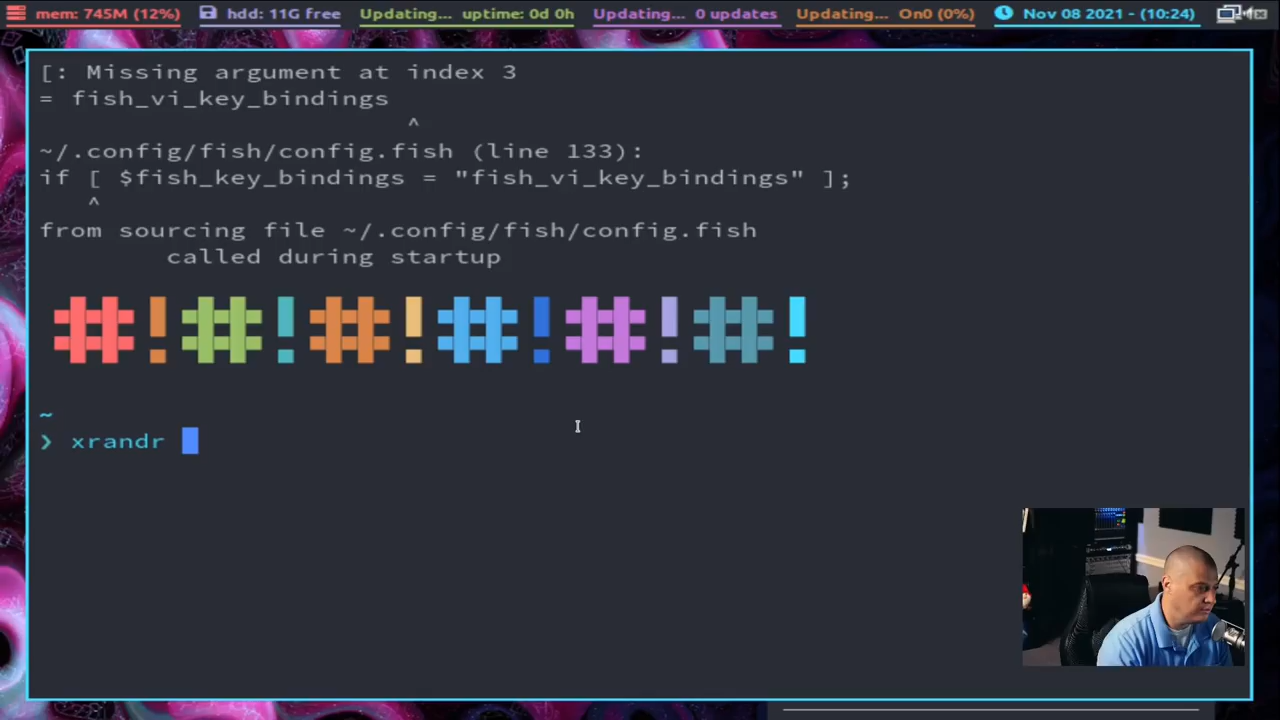 mem: 745M (12%) hdd: 11G free Updating... uptime: 0d 0h Updating... 0 updates Updating... On0 (0%) Nov 08 2021 - (10:24)
[: Missing argument at index 3
= fish_vi_key_bindings
^
~/.config/fish/config.fish (line 133):
if [ $fish_key_bindings = "fish_vi_key_bindings" ];
^
from sourcing file ~/.config/fish/config.fish
called during startup
#!#!#!#!#!#!
~
❯ xrandr